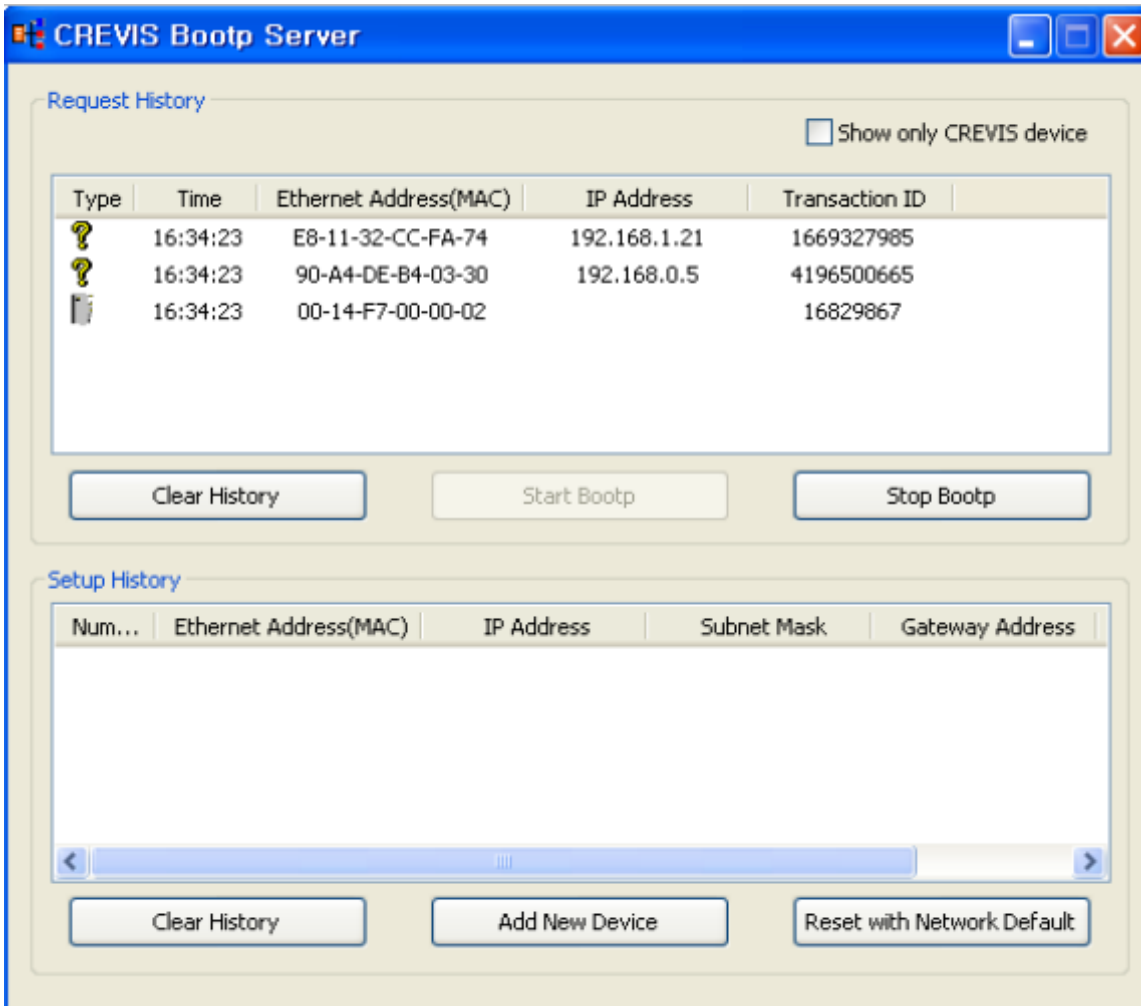 CREVIS Bootp Server
Request History
Show only CREVIS device
Type Time Ethernet Address(MAC) IP Address Transaction ID
16:34:23 E8-11-32-CC-FA-74 192.168.1.21 1669327985
16:34:23 90-A4-DE-B4-03-30 192.168.0.5 4196500665
16:34:23 00-14-F7-00-00-02 16829867
Clear History Start Bootp Stop Bootp
Setup History
Num... Ethernet Address(MAC) IP Address Subnet Mask Gateway Address
Clear History Add New Device Reset with Network Default